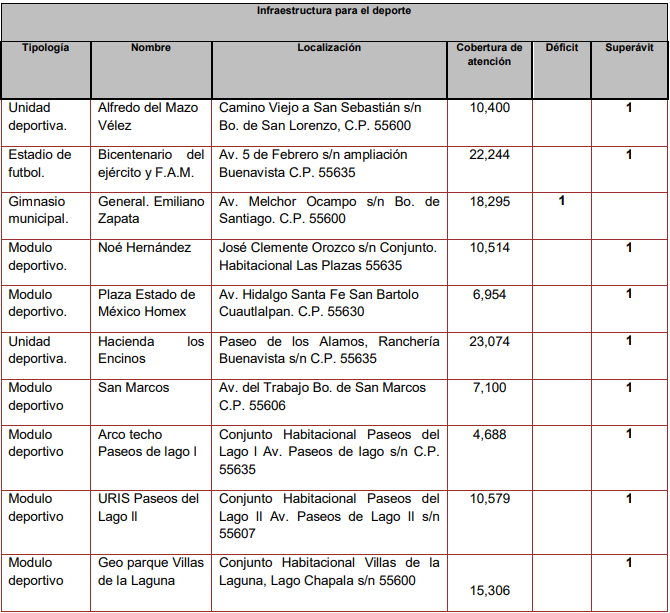 Infraestructura para el deporte
Tipología Nombre Localización Cobertura de atención Déficit Superávit
Unidad deportiva. Alfredo del Mazo Vélez Camino Viejo a San Sebastián s/n Bo. de San Lorenzo, C.P. 55600 10,400 1
Estadio de futbol. Bicentenario del ejército y F.A.M. Av. 5 de Febrero s/n ampliación Buenavista C.P. 55635 22,244 1
Gimnasio municipal. General. Emiliano Zapata Av. Melchor Ocampo s/n Bo. de Santiago. C.P. 55600 18,295 1
Modulo deportivo. Noé Hernández José Clemente Orozco s/n Conjunto. Habitacional Las Plazas 55635 10,514 1
Modulo deportivo. Plaza Estado de México Homex Av. Hidalgo Santa Fe San Bartolo Cuautlalpan. C.P. 55630 6,954 1
Unidad deportiva. Hacienda los Encinos Paseo de los Alamos, Ranchería Buenavista s/n C.P. 55635 23,074 1
Modulo deportivo San Marcos Av. del Trabajo Bo. de San Marcos C.P. 55606 7,100 1
Modulo deportivo Arco techo Paseos de lago I Conjunto Habitacional Paseos del Lago I Av. Paseos de lago s/n C.P. 55635 4,688 1
Modulo deportivo URIS Paseos del Lago II Conjunto Habitacional Paseos del Lago II Av. Paseos de Lago II s/n 55607 10,579 1
Modulo deportivo Geo parque Villas de la Laguna Conjunto Habitacional Villas de la Laguna, Lago Chapala s/n 55600 15,306 1